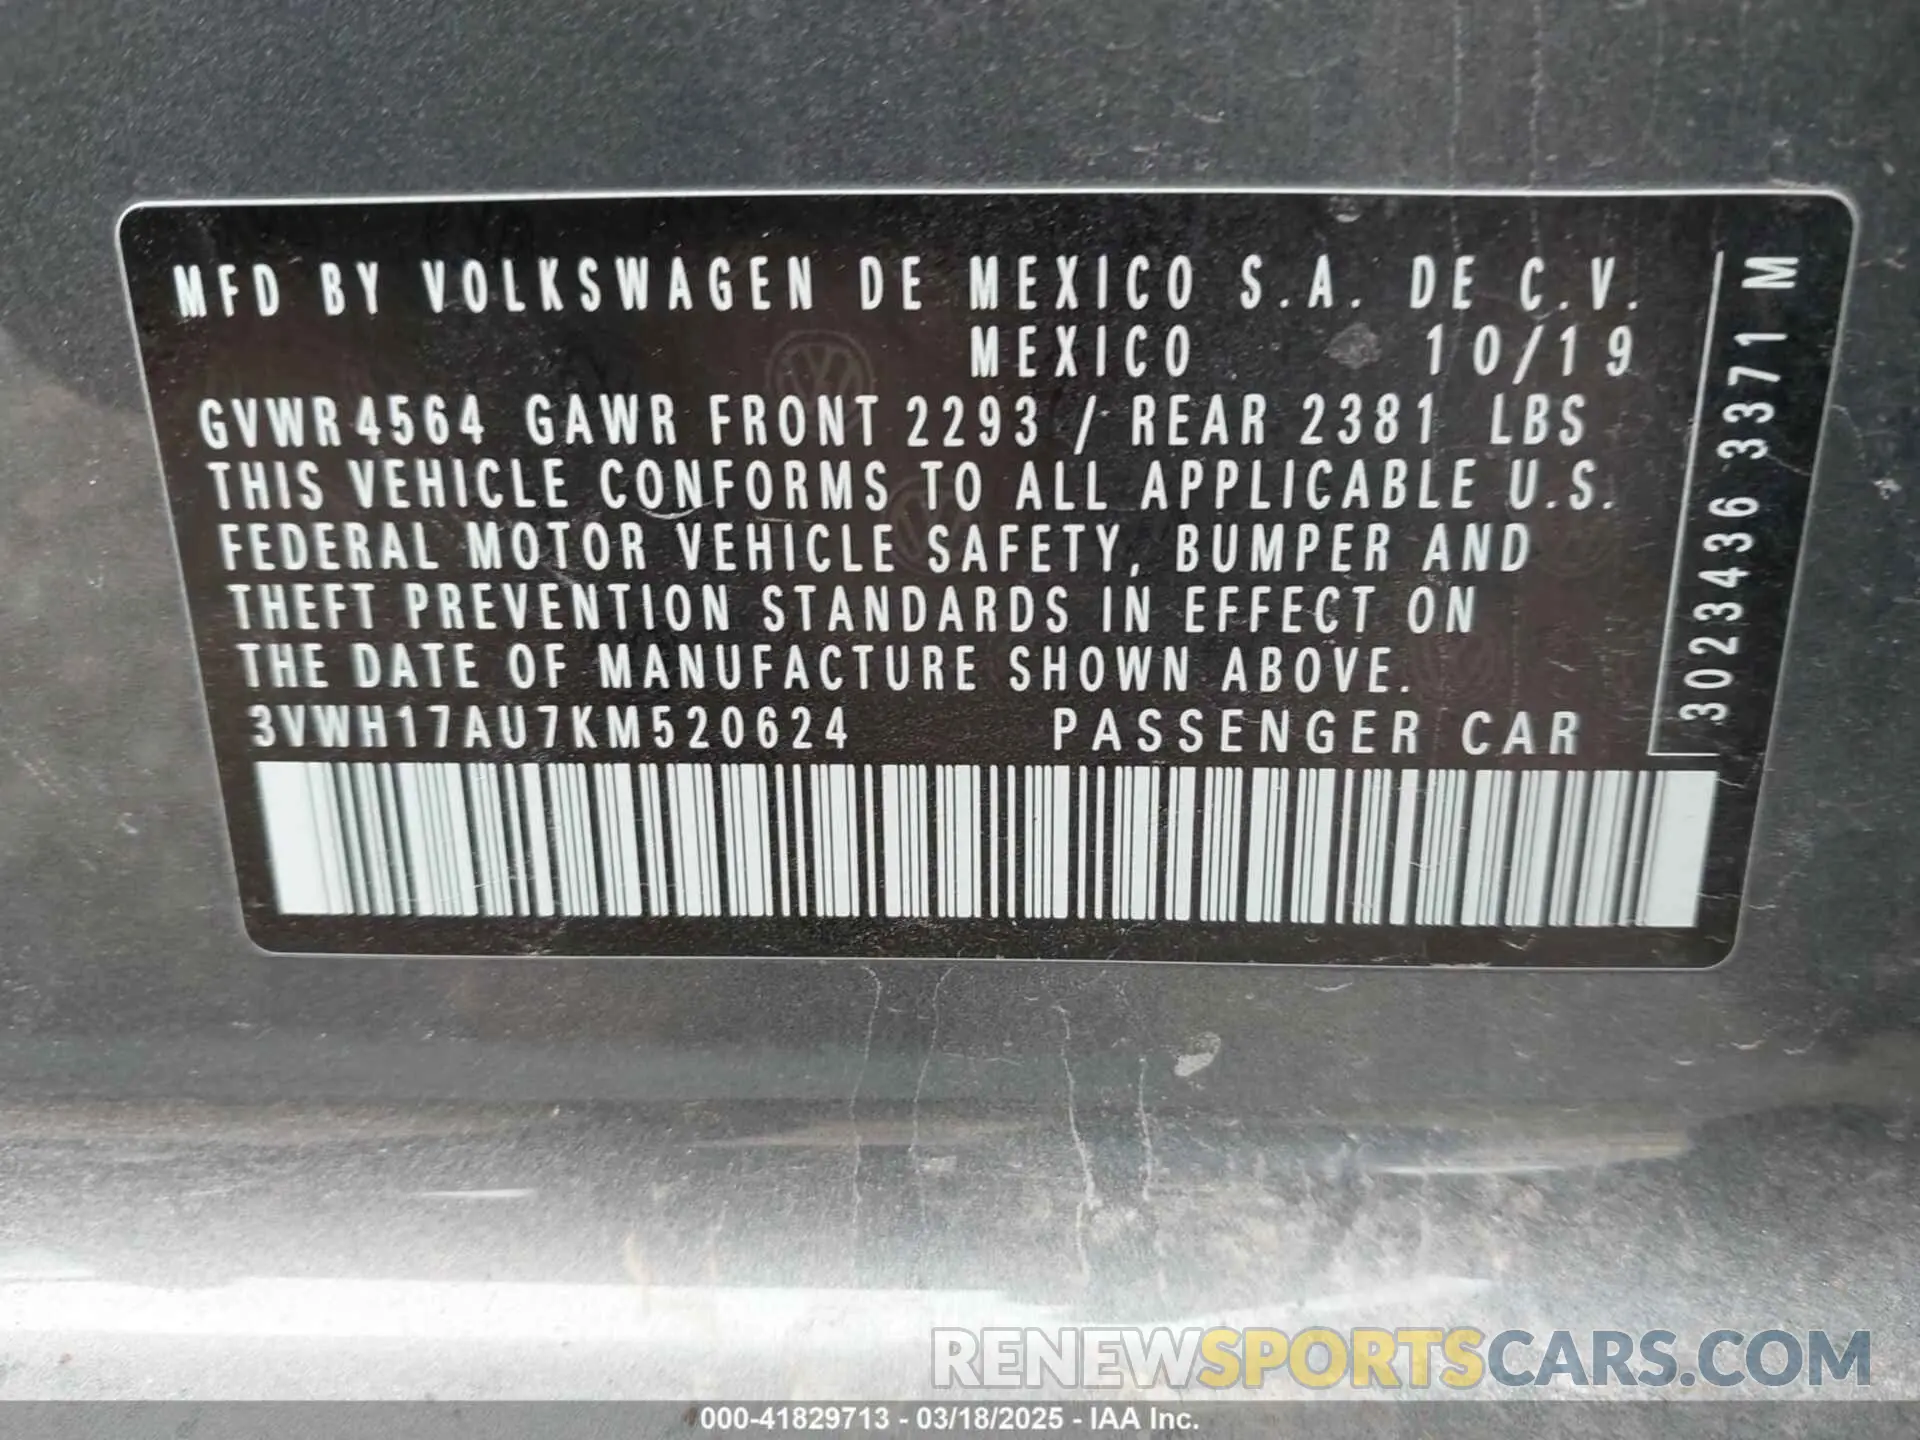 MFD BY VOLKSWAGEN DE MEXICO S.A. DE C.V.
MEXICO 10/19
GVWR 4564 GAWR FRONT 2293 / REAR 2381 LBS
THIS VEHICLE CONFORMS TO ALL APPLICABLE U.S.
FEDERAL MOTOR VEHICLE SAFETY, BUMPER AND
THEFT PREVENTION STANDARDS IN EFFECT ON
THE DATE OF MANUFACTURE SHOWN ABOVE.
3VWH17AU7KM520624 PASSENGER CAR
3023436 3371 M
RENEWSPORTSCARS.COM
000-41829713 - 03/18/2025 - IAA Inc.